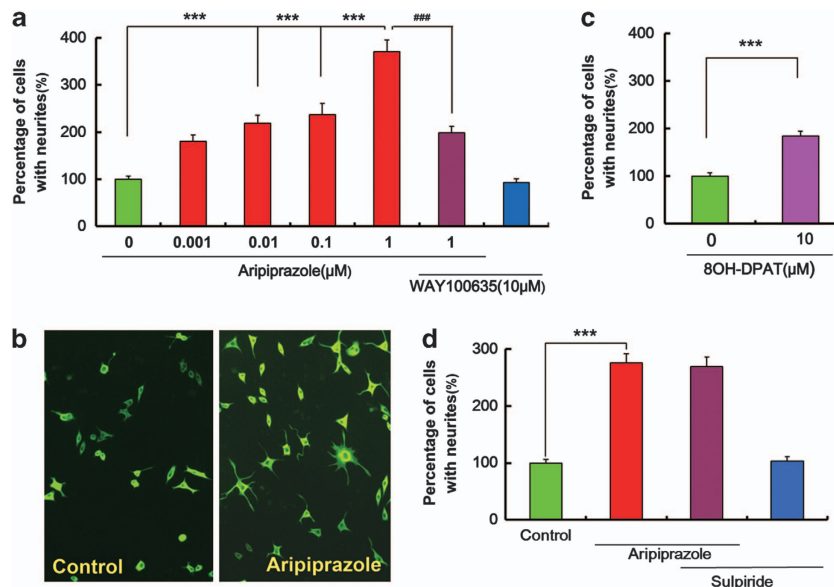 a
*** *** *** ###
Percentage of cells
with neurites(%)
400
300
200
100
0
0 0.001 0.01 0.1 1 1
Aripiprazole(µM)
WAY100635(10µM)
c
***
Percentage of cells
with neurites(%)
400
300
200
100
0
0 10
8OH-DPAT(µM)
b
Control
Aripiprazole
d
***
Percentage of cells
with neurites(%)
300
200
100
0
Control
Aripiprazole
Sulpiride